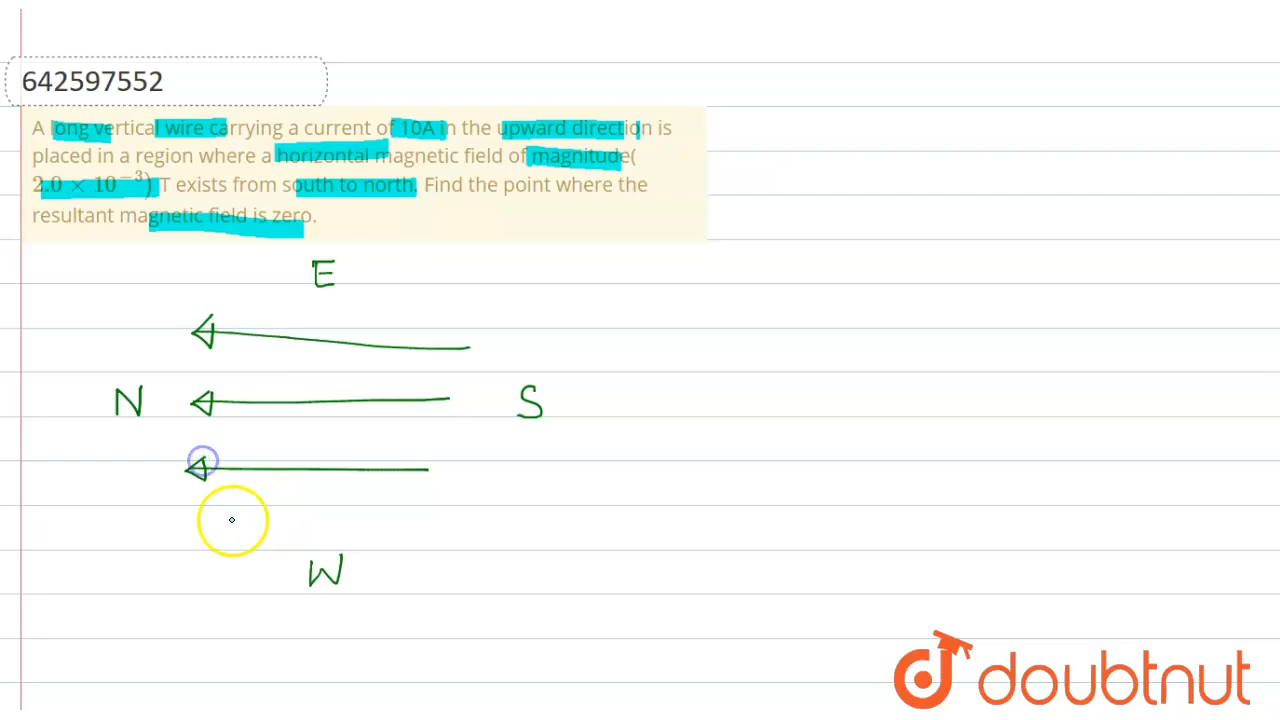 642597552
A long vertical wire carrying a current of 10A in the upward direction is
placed in a region where a horizontal magnetic field of magnitude(
2.0 × 10⁻³) T exists from south to north. Find the point where the
resultant magnetic field is zero.
E
N S
W
doubtnut